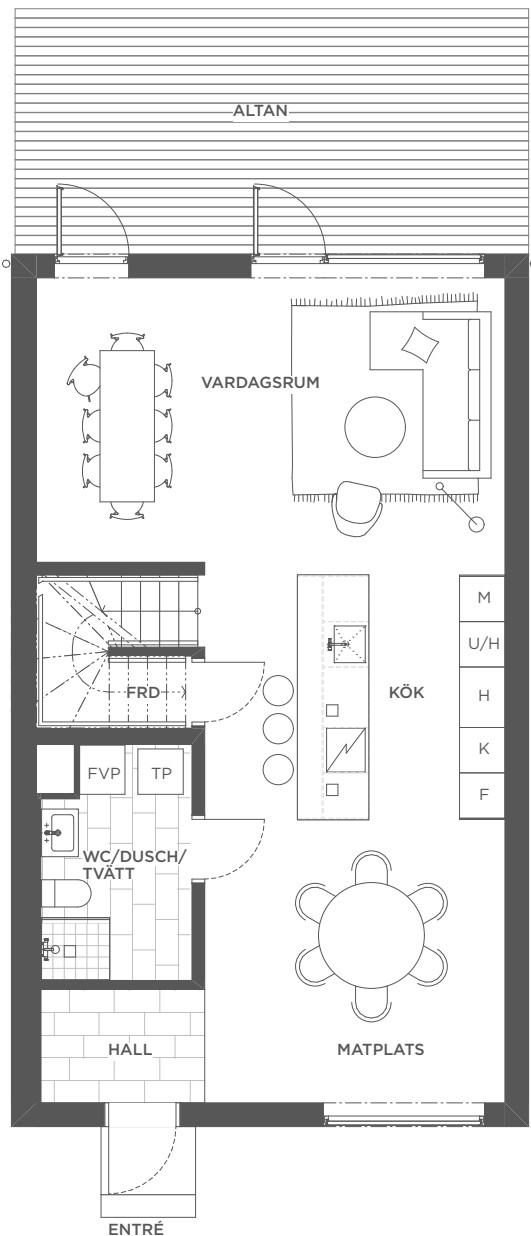 ALTAN
VARDAGSRUM
M
U/H
FRD
KÖK
H
K
FVP
TP
F
WC/DUSCH/
TVÄTT
HALL
MATPLATS
ENTRÉ